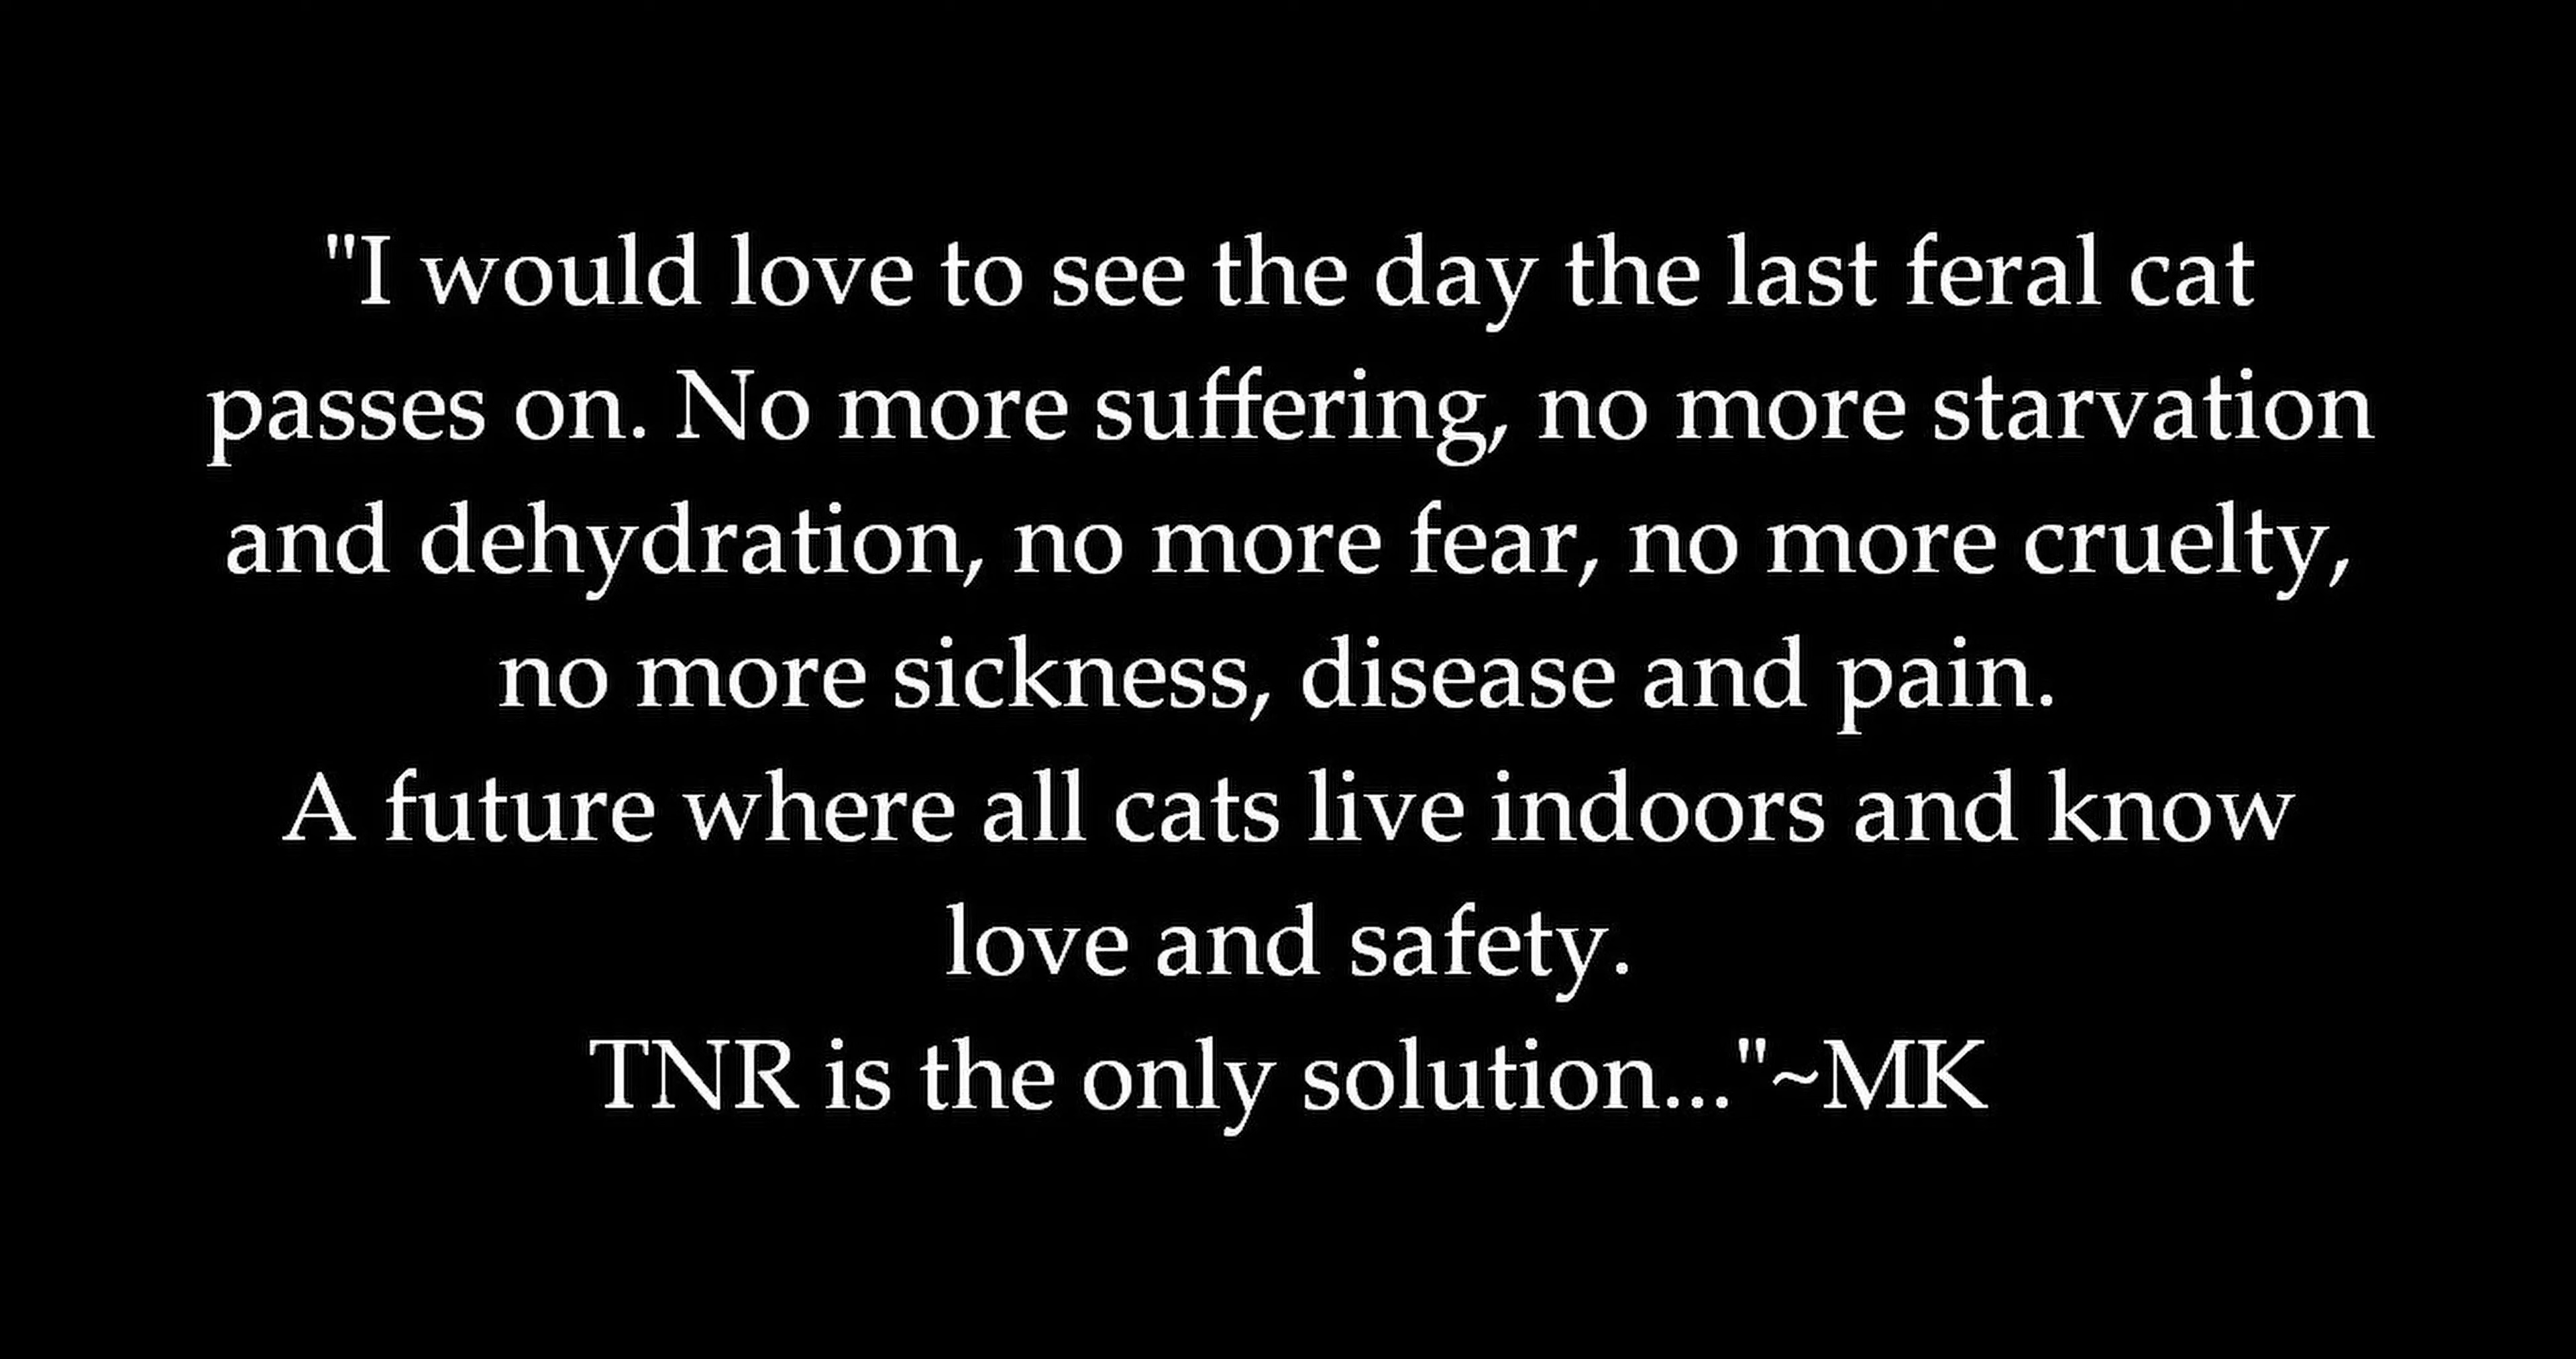 "I would love to see the day the last feral cat
passes on. No more suffering, no more starvation
and dehydration, no more fear, no more cruelty,
no more sickness, disease and pain.
A future where all cats live indoors and know
love and safety.
TNR is the only solution..."~MK